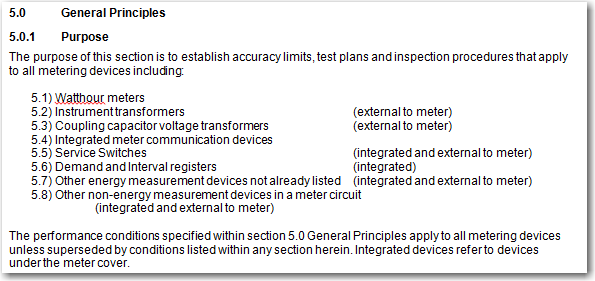 5.0 General Principles
5.0.1 Purpose
The purpose of this section is to establish accuracy limits, test plans and inspection procedures that apply
to all metering devices including:
5.1) Watthour meters
5.2) Instrument transformers (external to meter)
5.3) Coupling capacitor voltage transformers (external to meter)
5.4) Integrated meter communication devices
5.5) Service Switches (integrated and external to meter)
5.6) Demand and Interval registers (integrated)
5.7) Other energy measurement devices not already listed (integrated and external to meter)
5.8) Other non-energy measurement devices in a meter circuit
(integrated and external to meter)
The performance conditions specified within section 5.0 General Principles apply to all metering devices
unless superseded by conditions listed within any section herein. Integrated devices refer to devices
under the meter cover.